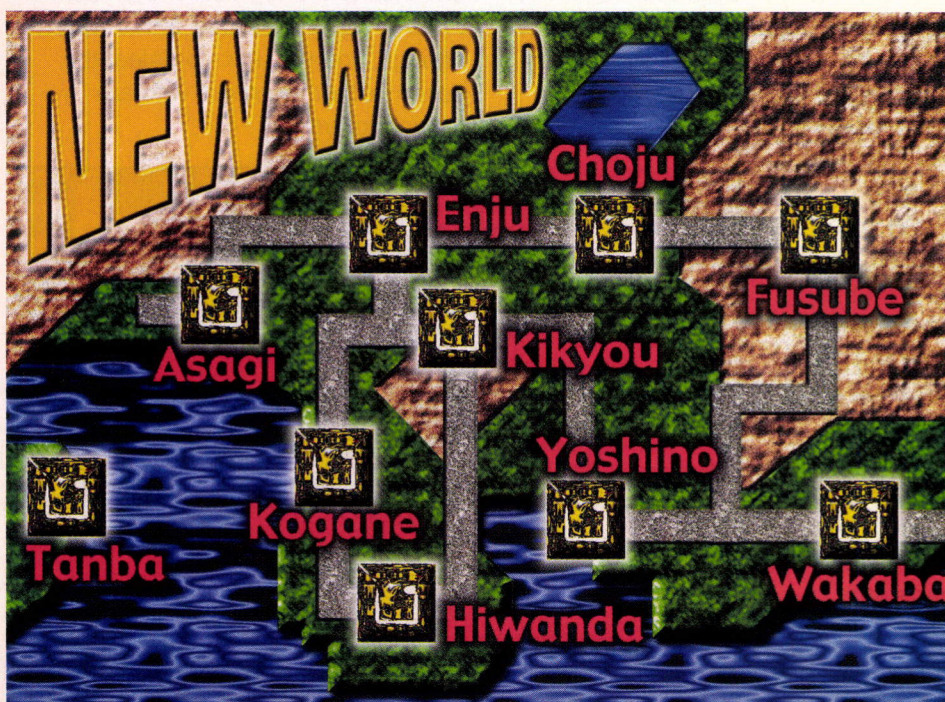 NEW WORLD
Choju
Enju
Fusube
Asagi
Kikyou
Yoshino
Kogane
Tanba
Wakaba
Hiwanda